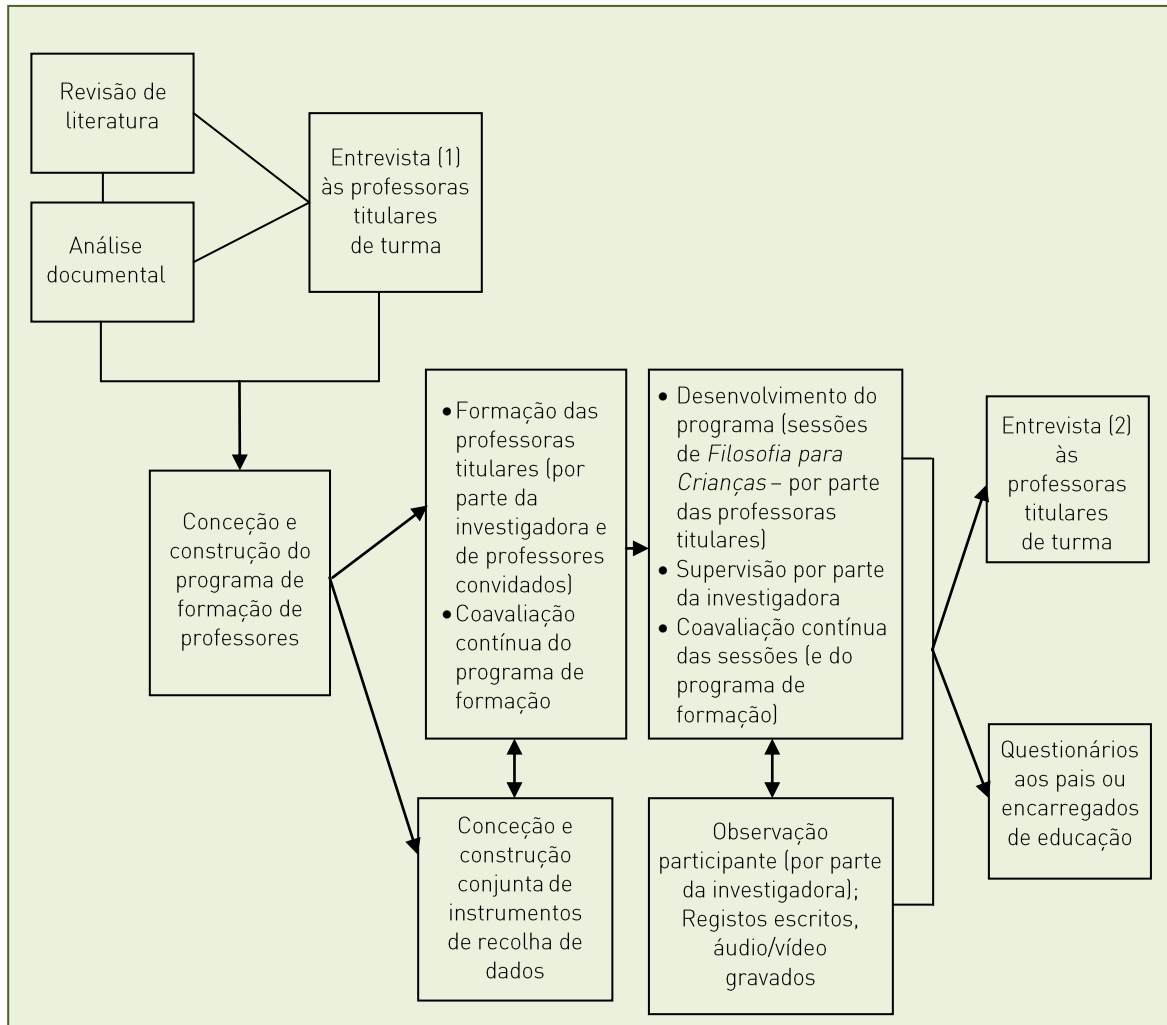 Revisão de
literatura
Análise
documental
Entrevista (1)
às professoras
titulares
de turma
Conceção e
construção do
programa de
formação de
professores
• Formação das
professoras
titulares (por
parte da
investigadora e
de professores
convidados)
• Coavaliação
contínua do
programa de
formação
Conceção e
construção
conjunta de
instrumentos
de recolha de
dados
• Desenvolvimento do
programa (sessões
de Filosofia para
Crianças – por parte
das professoras
titulares)
• Supervisão por parte
da investigadora
• Coavaliação contínua
das sessões (e do
programa de
formação)
Observação
participante (por parte
da investigadora);
Registos escritos,
áudio/vídeo
gravados
Entrevista (2)
às
professoras
titulares
de turma
Questionários
aos pais ou
encarregados
de educação